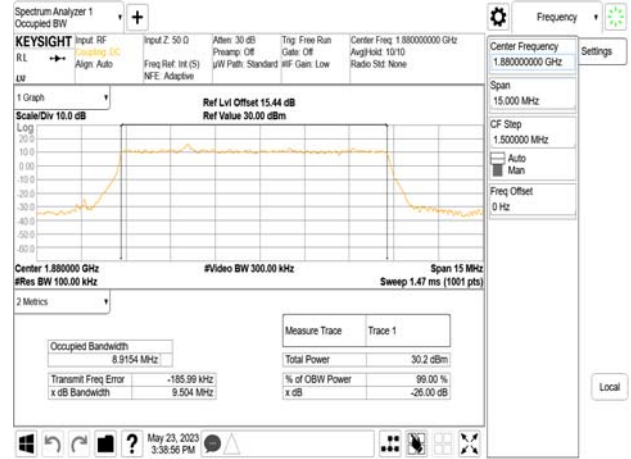 Spectrum Analyzer 1
Occupied BW
Frequency
KEYSIGHT
Input: RF
Coupling: DC
Align: Auto
Input Z: 50 Ω
Freq Ref: Int (S)
NFE: Adaptive
Atten: 30 dB
Preamp: Off
µW Path: Standard
Trig: Free Run
Gate: Off
#IF Gain: Low
Center Freq: 1.880000000 GHz
Avg|Hold: 10/10
Radio Std: None
RL
Center Frequency
1.880000000 GHz
Settings
Span
15.000 MHz
CF Step
1.500000 MHz
Auto
Man
Freq Offset
0 Hz
1 Graph
Scale/Div 10.0 dB
Ref Lvl Offset 15.44 dB
Ref Value 30.00 dBm
Log
20.0
10.0
0.00
-10.0
-20.0
-30.0
-40.0
-50.0
-60.0
Center 1.880000 GHz
#Res BW 100.00 kHz
#Video BW 300.00 kHz
Span 15 MHz
Sweep 1.47 ms (1001 pts)
2 Metrics
Occupied Bandwidth
8.9154 MHz
Transmit Freq Error -185.99 kHz
x dB Bandwidth 9.504 MHz
Measure Trace Trace 1
Total Power 30.2 dBm
% of OBW Power 99.00 %
x dB -26.00 dB
Local
?
May 23, 2023
3:38:56 PM